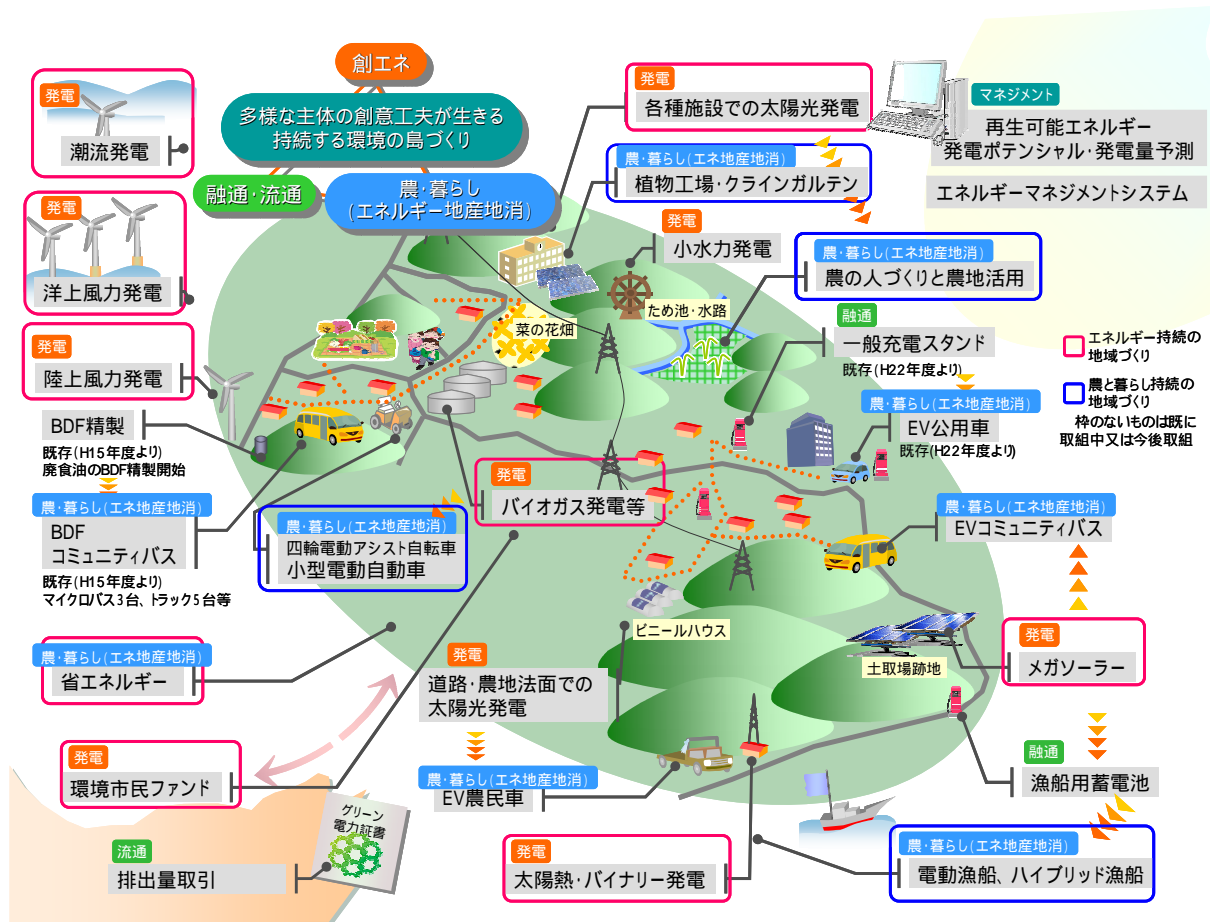 創エネ
多様な主体の創意工夫が生きる
持続する環境の島づくり
融通・流通
農・暮らし
(エネルギー地産地消)
発電
潮流発電
発電
洋上風力発電
発電
陸上風力発電
BDF精製
既存(H15年度より)
廃食油のBDF精製開始
農・暮らし(エネ地産地消)
BDF
コミュニティバス
既存(H15年度より)
マイクロバス3台、トラック5台等
農・暮らし(エネ地産地消)
省エネルギー
発電
環境市民ファンド
流通
排出量取引
グリーン
電力証書
発電
各種施設での太陽光発電
農・暮らし(エネ地産地消)
植物工場・クラインガルテン
発電
小水力発電
マネジメント
再生可能エネルギー
発電ポテンシャル・発電量予測
エネルギーマネジメントシステム
農・暮らし(エネ地産地消)
農の人づくりと農地活用
ため池・水路
菜の花畑
融通
一般充電スタンド
既存(H22年度より)
農・暮らし(エネ地産地消)
EV公用車
既存(H22年度より)
エネルギー持続の
地域づくり
農と暮らし持続の
地域づくり
枠のないものは既に
取組中又は今後取組
発電
バイオガス発電等
農・暮らし(エネ地産地消)
四輪電動アシスト自転車
小型電動自動車
農・暮らし(エネ地産地消)
EVコミュニティバス
ビニールハウス
土取場跡地
発電
メガソーラー
発電
道路・農地法面での
太陽光発電
農・暮らし(エネ地産地消)
EV農民車
融通
漁船用蓄電池
発電
太陽熱・バイナリー発電
農・暮らし(エネ地産地消)
電動漁船、ハイブリッド漁船